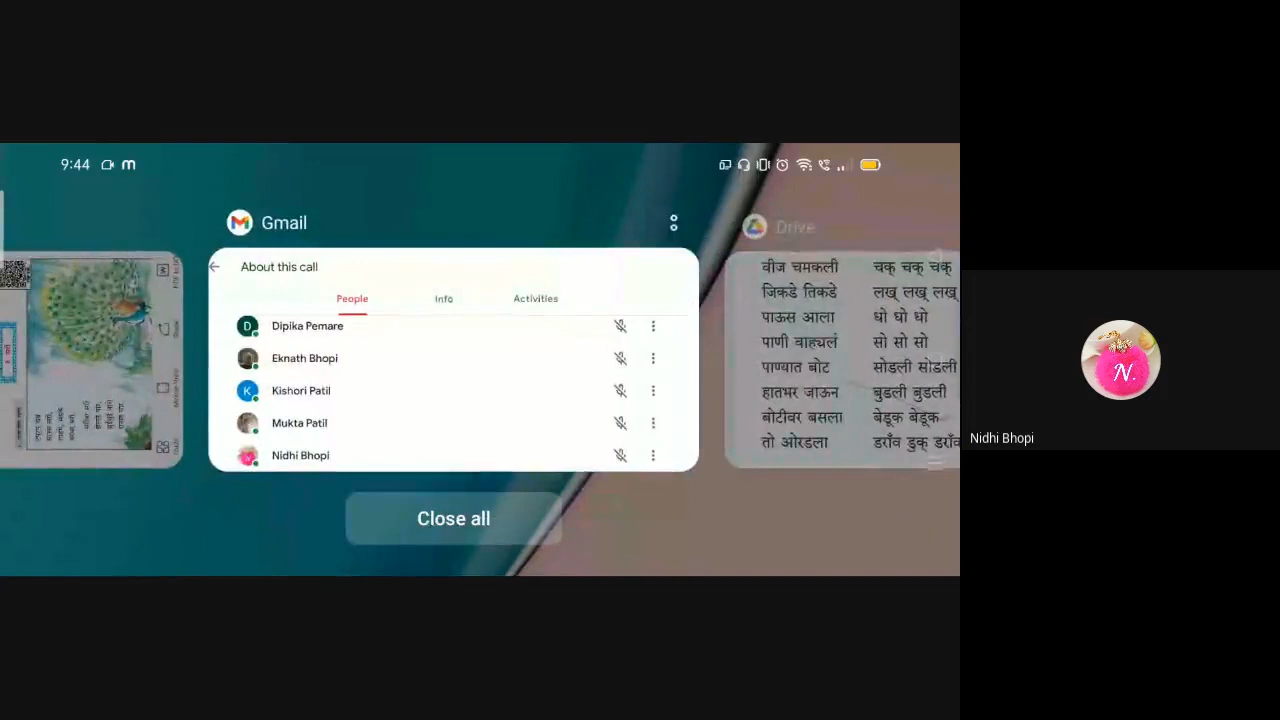 9:44
Gmail
About this call
People Info Activities
Dipika Pemare
Eknath Bhopi
Kishori Patil
Mukta Patil
Nidhi Bhopi
Close all
Drive
वीज चमकली चक् चक् चक्
जिकडे तिकडे लख् लख् लख्
पाऊस आला धो धो धो
पाणी वाहालं सो सो सो
पाण्यात बोट सोडली सोडली
हातभर जाऊन बुडली बुडली
बोटीवर बसला बेडूक बेडूक
तो ओरडला डराँव डुक् डराँव
N.
Nidhi Bhopi